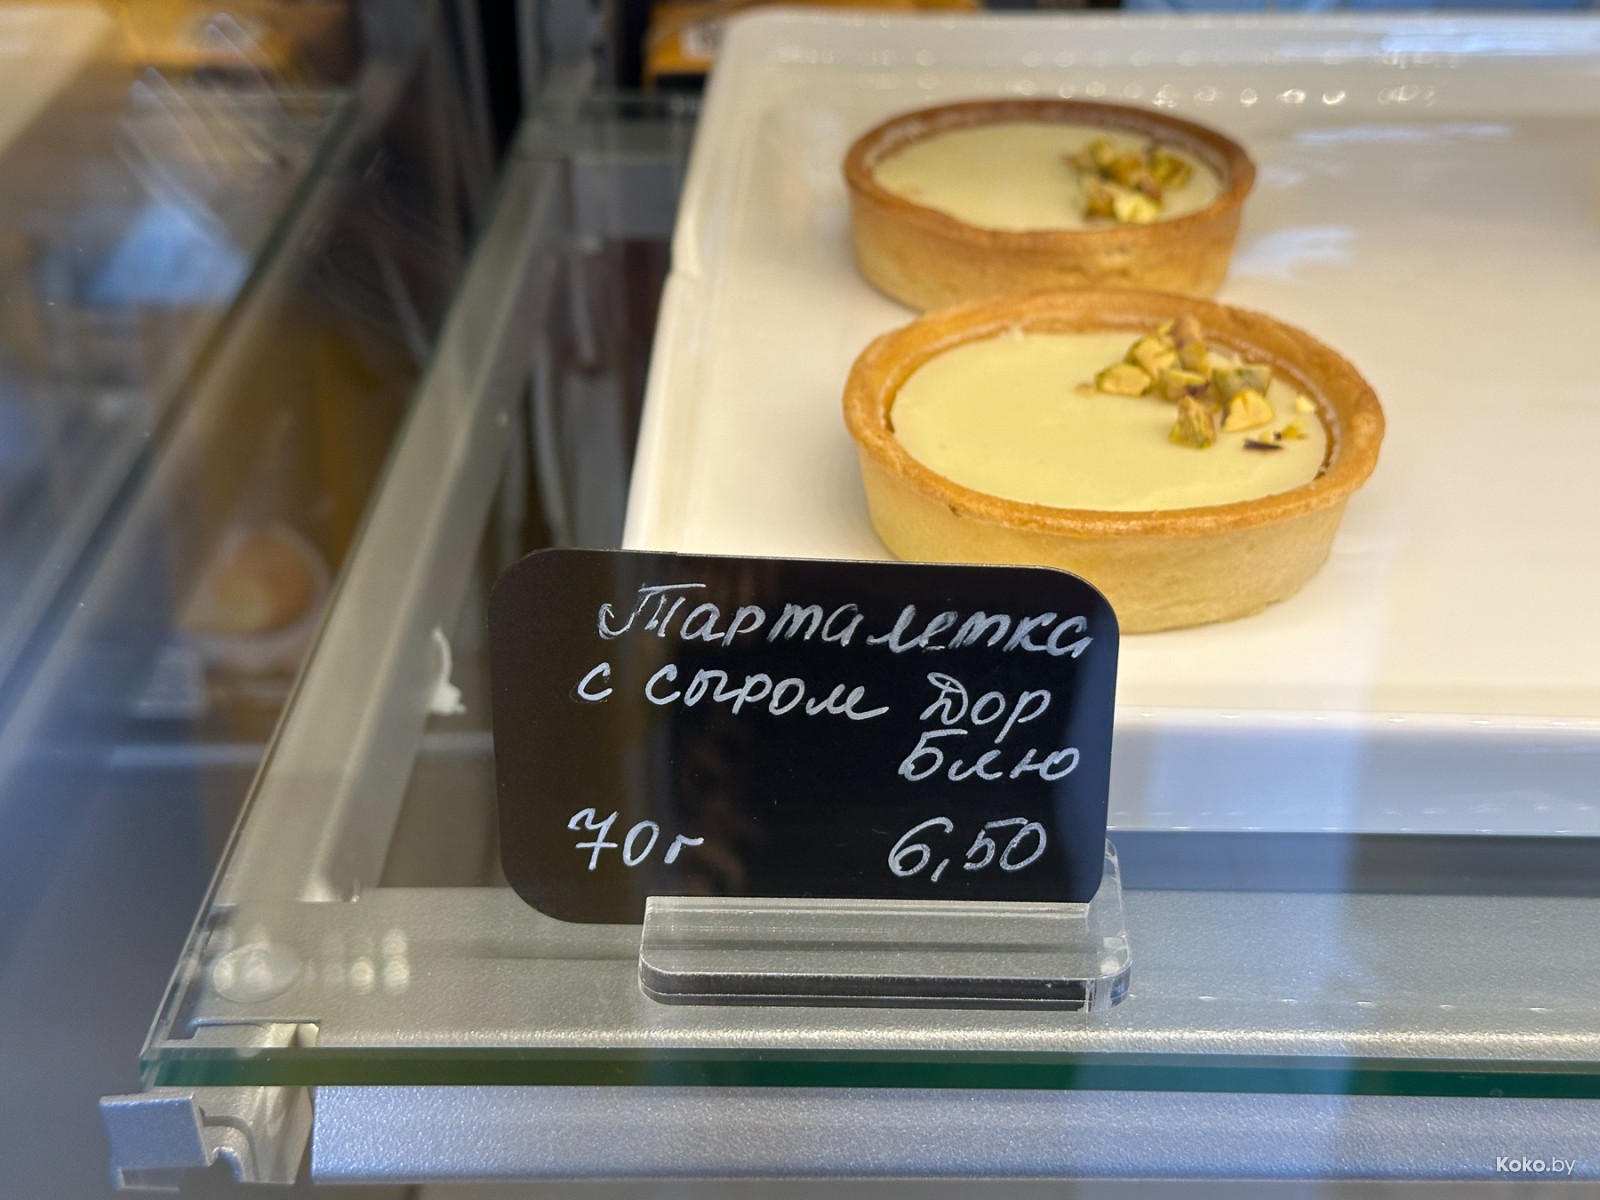 Тарталетка
с сыром Дор
Блю
70г 6,50
Koko.by